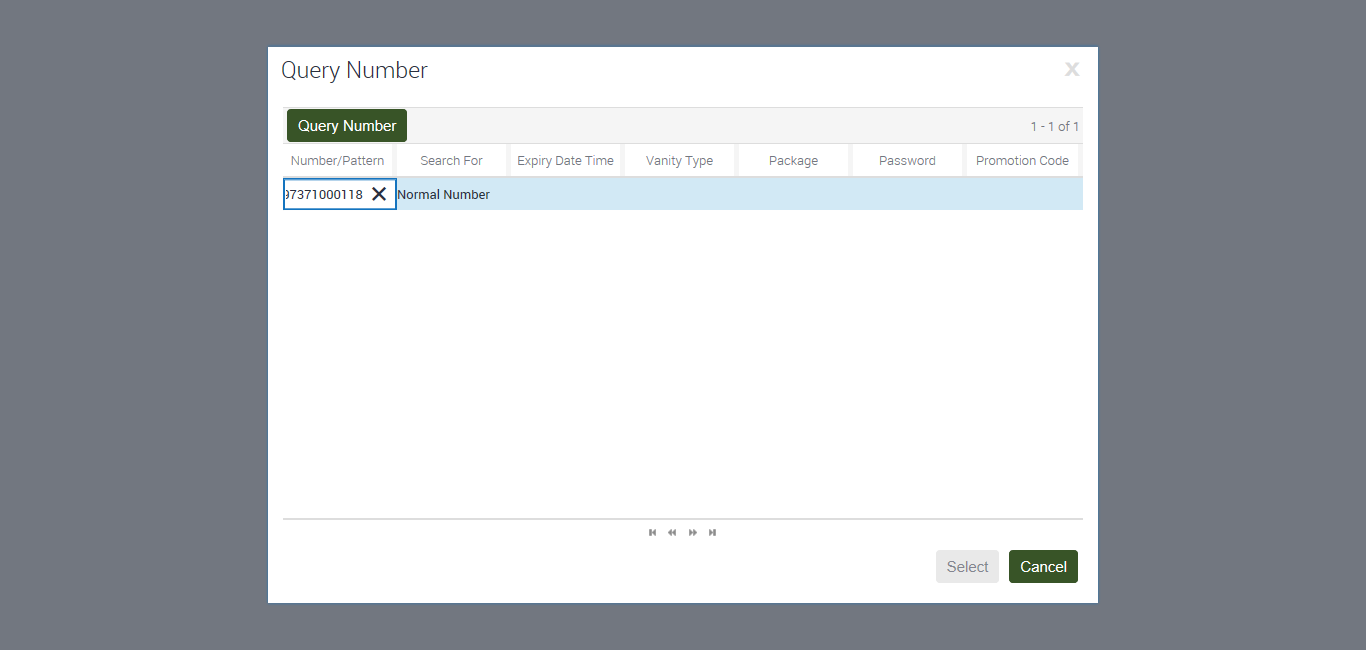 Query Number
Query Number
1 - 1 of 1
Number/Pattern Search For Expiry Date Time Vanity Type Package Password Promotion Code
97371000118 Normal Number
Select Cancel